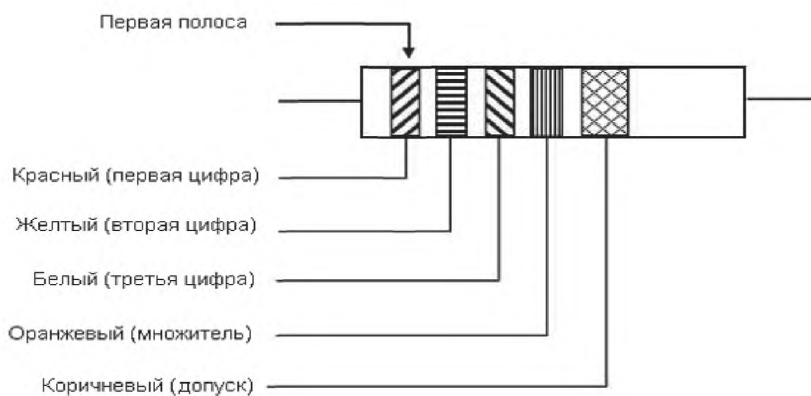 Первая полоса
Красный (первая цифра)
Желтый (вторая цифра)
Белый (третья цифра)
Оранжевый (множитель)
Коричневый (допуск)